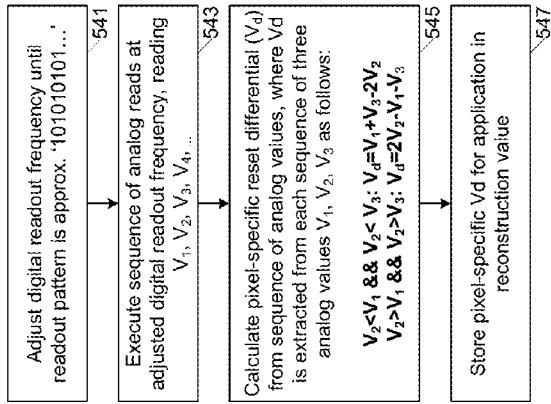 Adjust digital readout frequency until
readout pattern is approx. '101010101...'
541
Execute sequence of analog reads at
adjusted digital readout frequency, reading
V₁, V₂, V₃, V₄, ..
543
Calculate pixel-specific reset differential (V_d)
from sequence of analog values, where Vd
is extracted from each sequence of three
analog values V₁, V₂, V₃ as follows:
V₂<V₁ && V₂< V₃: V_d=V₁+V₃-2V₂
V₂>V₁ && V₂>V₃: V_d=2V₂-V₁-V₃
545
Store pixel-specific Vd for application in
reconstruction value
547